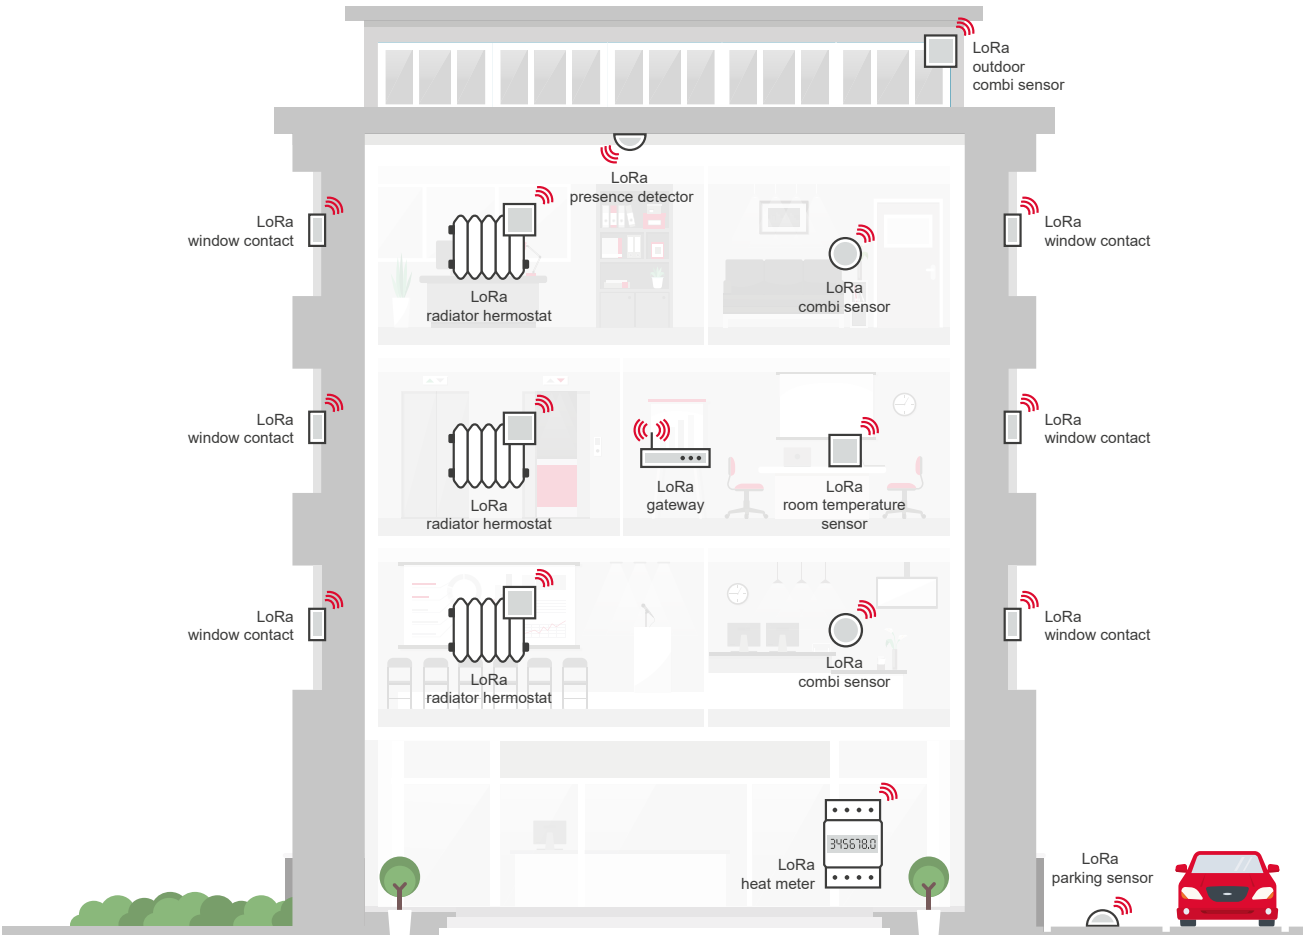 LoRa
outdoor
combi sensor
LoRa
presence detector
LoRa
window contact
LoRa
radiator hermostat
LoRa
combi sensor
LoRa
window contact
LoRa
window contact
LoRa
radiator hermostat
LoRa
gateway
LoRa
room temperature
sensor
LoRa
window contact
LoRa
window contact
LoRa
radiator hermostat
LoRa
combi sensor
LoRa
window contact
345678.0
LoRa
heat meter
LoRa
parking sensor